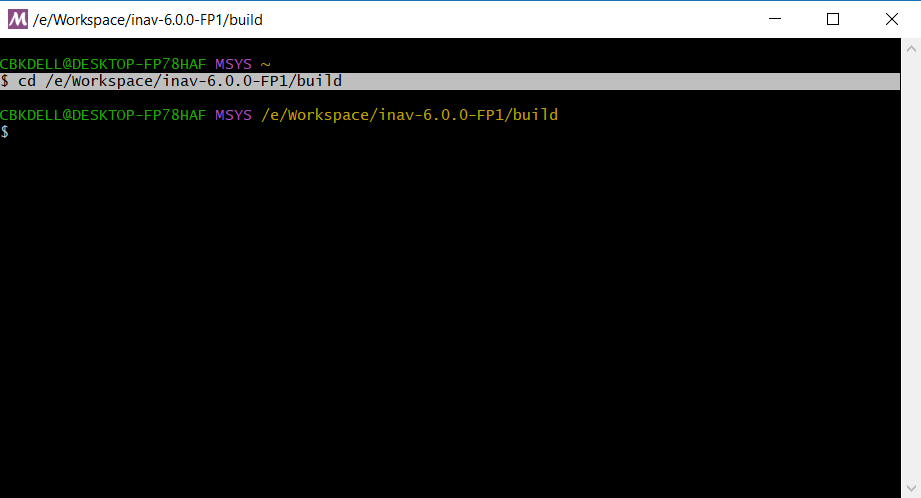 /e/Workspace/inav-6.0.0-FP1/build
CBKDELL@DESKTOP-FP78HAF MSYS ~
$ cd /e/Workspace/inav-6.0.0-FP1/build
CBKDELL@DESKTOP-FP78HAF MSYS /e/Workspace/inav-6.0.0-FP1/build
$